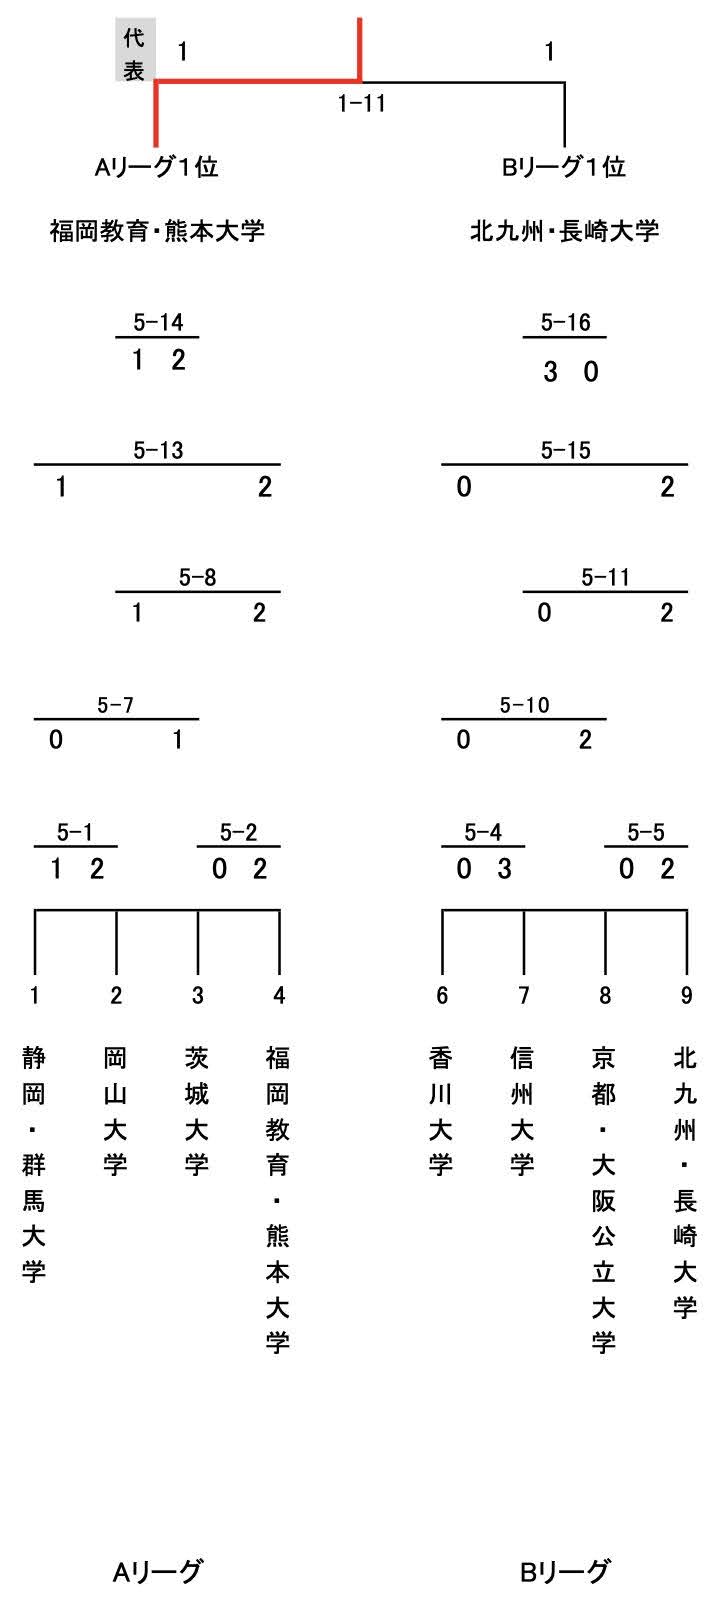 代表
1 1
1-11
Aリーグ1位 Bリーグ1位
福岡教育・熊本大学 北九州・長崎大学
5-14 5-16
1 2 3 0
5-13 5-15
1 2 0 2
5-8 5-11
1 2 0 2
5-7 5-10
0 1 0 2
5-1 5-2 5-4 5-5
1 2 0 2 0 3 0 2
1 2 3 4 6 7 8 9
静岡・群馬大学
岡山大学
茨城大学
福岡教育・熊本大学
香川大学
信州大学
京都・大阪公立大学
北九州・長崎大学
Aリーグ Bリーグ